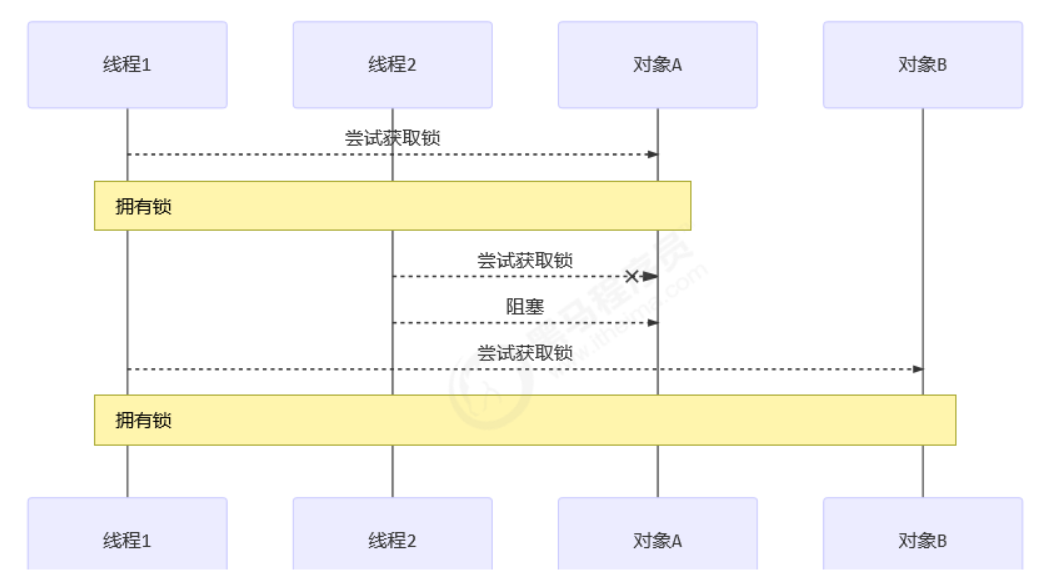 线程1
线程2
对象A
对象B
尝试获取锁
拥有锁
尝试获取锁
阻塞
尝试获取锁
拥有锁
线程1
线程2
对象A
对象B
黑马程序员
www.itheima.com